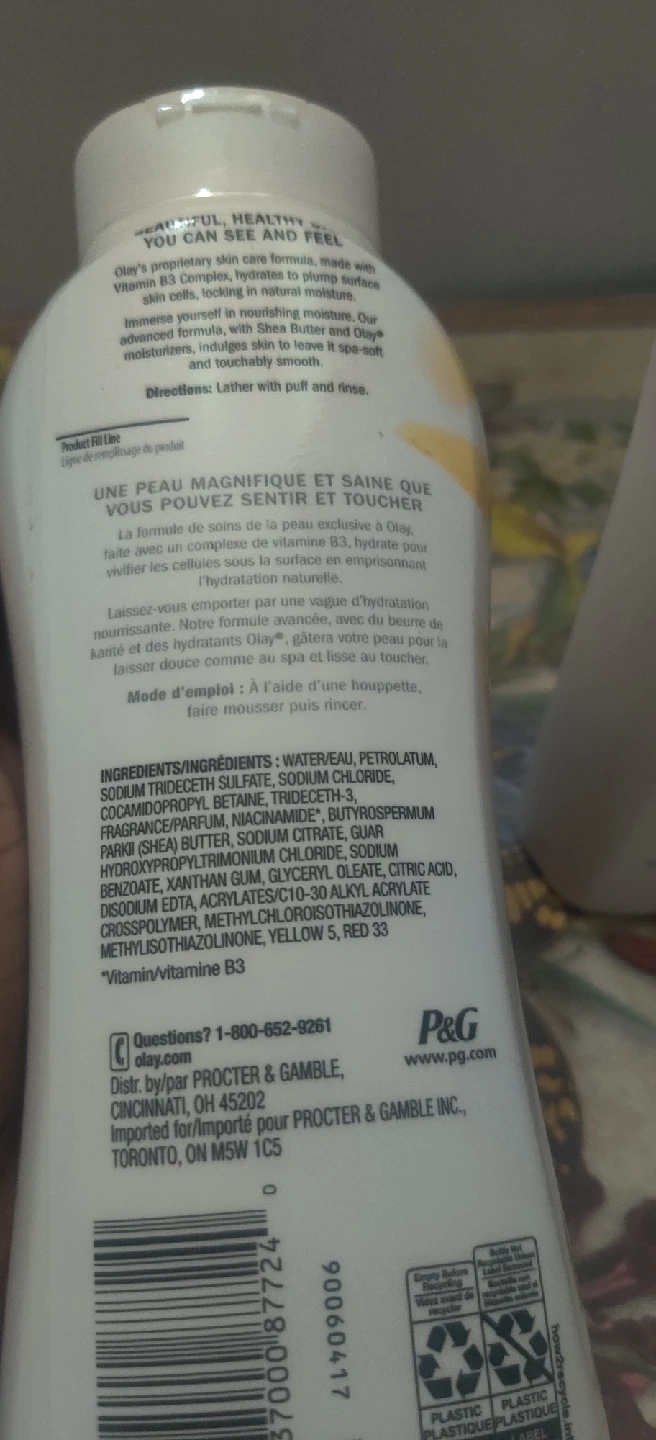 YOU CAN SEE AND FEEL
Olay's proprietary skin care formula, made with
Vitamin B3 Complex, hydrates to plump surface
skin cells, locking in natural moisture.
Immerse yourself in nourishing moisture. Our
advanced formula, with Shea Butter and Olay®
moisturizers, indulges skin to leave it spa-soft
and touchably smooth.
Directions: Lather with puff and rinse.
Product Fill Line
Ligne de remplissage du produit
UNE PEAU MAGNIFIQUE ET SAINE QUE
VOUS POUVEZ SENTIR ET TOUCHER
La formule de soins de la peau exclusive à Olay,
faite avec un complexe de vitamine B3, hydrate pour
vivifier les cellules sous la surface en emprisonnant
l'hydratation naturelle.
Laissez-vous emporter par une vague d'hydratation
nourrissante. Notre formule avancée, avec du beurre de
karité et des hydratants Olay®, gâtera votre peau pour la
laisser douce comme au spa et lisse au toucher.
Mode d'emploi : À l'aide d'une houppette,
faire mousser puis rincer.
INGREDIENTS/INGRÉDIENTS : WATER/EAU, PETROLATUM,
SODIUM TRIDECETH SULFATE, SODIUM CHLORIDE,
COCAMIDOPROPYL BETAINE, TRIDECETH-3,
FRAGRANCE/PARFUM, NIACINAMIDE*, BUTYROSPERMUM
PARKII (SHEA) BUTTER, SODIUM CITRATE, GUAR
HYDROXYPROPYLTRIMONIUM CHLORIDE, SODIUM
BENZOATE, XANTHAN GUM, GLYCERYL OLEATE, CITRIC ACID,
DISODIUM EDTA, ACRYLATES/C10-30 ALKYL ACRYLATE
CROSSPOLYMER, METHYLCHLOROISOTHIAZOLINONE,
METHYLISOTHIAZOLINONE, YELLOW 5, RED 33
*Vitamin/vitamine B3
Questions? 1-800-652-9261
olay.com
P&G
www.pg.com
Distr. by/par PROCTER & GAMBLE,
CINCINNATI, OH 45202
Imported for/Importé pour PROCTER & GAMBLE INC.,
TORONTO, ON M5W 1C5
37000 87724 0
90060417
Empty Before
Recycling
Videz avant de
recycler
PLASTIC
PLASTIQUE
PLASTIC
PLASTIQUE
LABEL